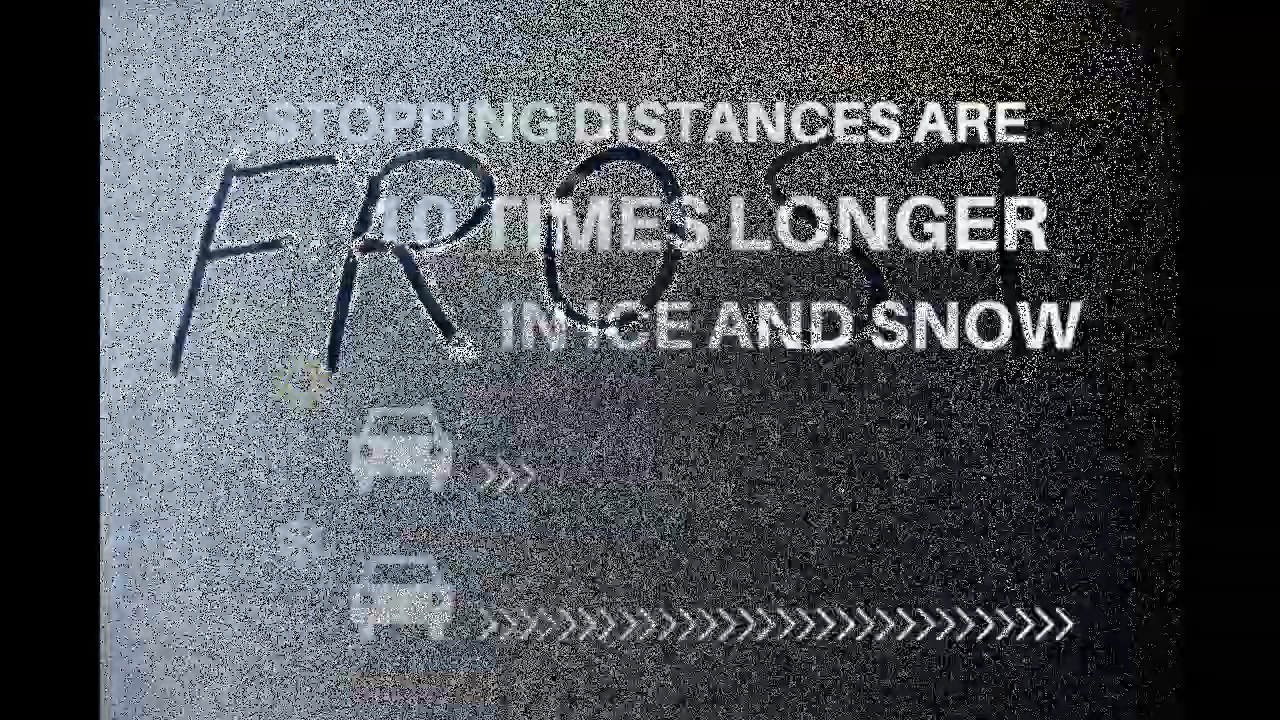 STOPPING DISTANCES ARE
FROST
10 TIMES LONGER
IN ICE AND SNOW